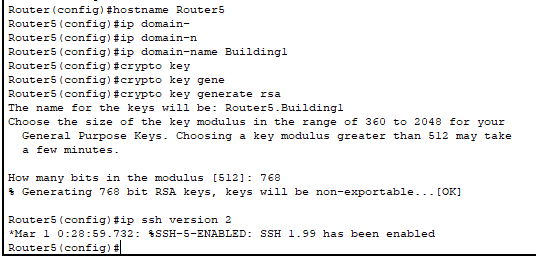 Router(config)#hostname Router5
Router5(config)#ip domain-
Router5(config)#ip domain-n
Router5(config)#ip domain-name Building1
Router5(config)#crypto key
Router5(config)#crypto key gene
Router5(config)#crypto key generate rsa
The name for the keys will be: Router5.Building1
Choose the size of the key modulus in the range of 360 to 2048 for your
General Purpose Keys. Choosing a key modulus greater than 512 may take
a few minutes.
How many bits in the modulus [512]: 768
% Generating 768 bit RSA keys, keys will be non-exportable...[OK]
Router5(config)#ip ssh version 2
*Mar 1 0:28:59.732: %SSH-5-ENABLED: SSH 1.99 has been enabled
Router5(config)#